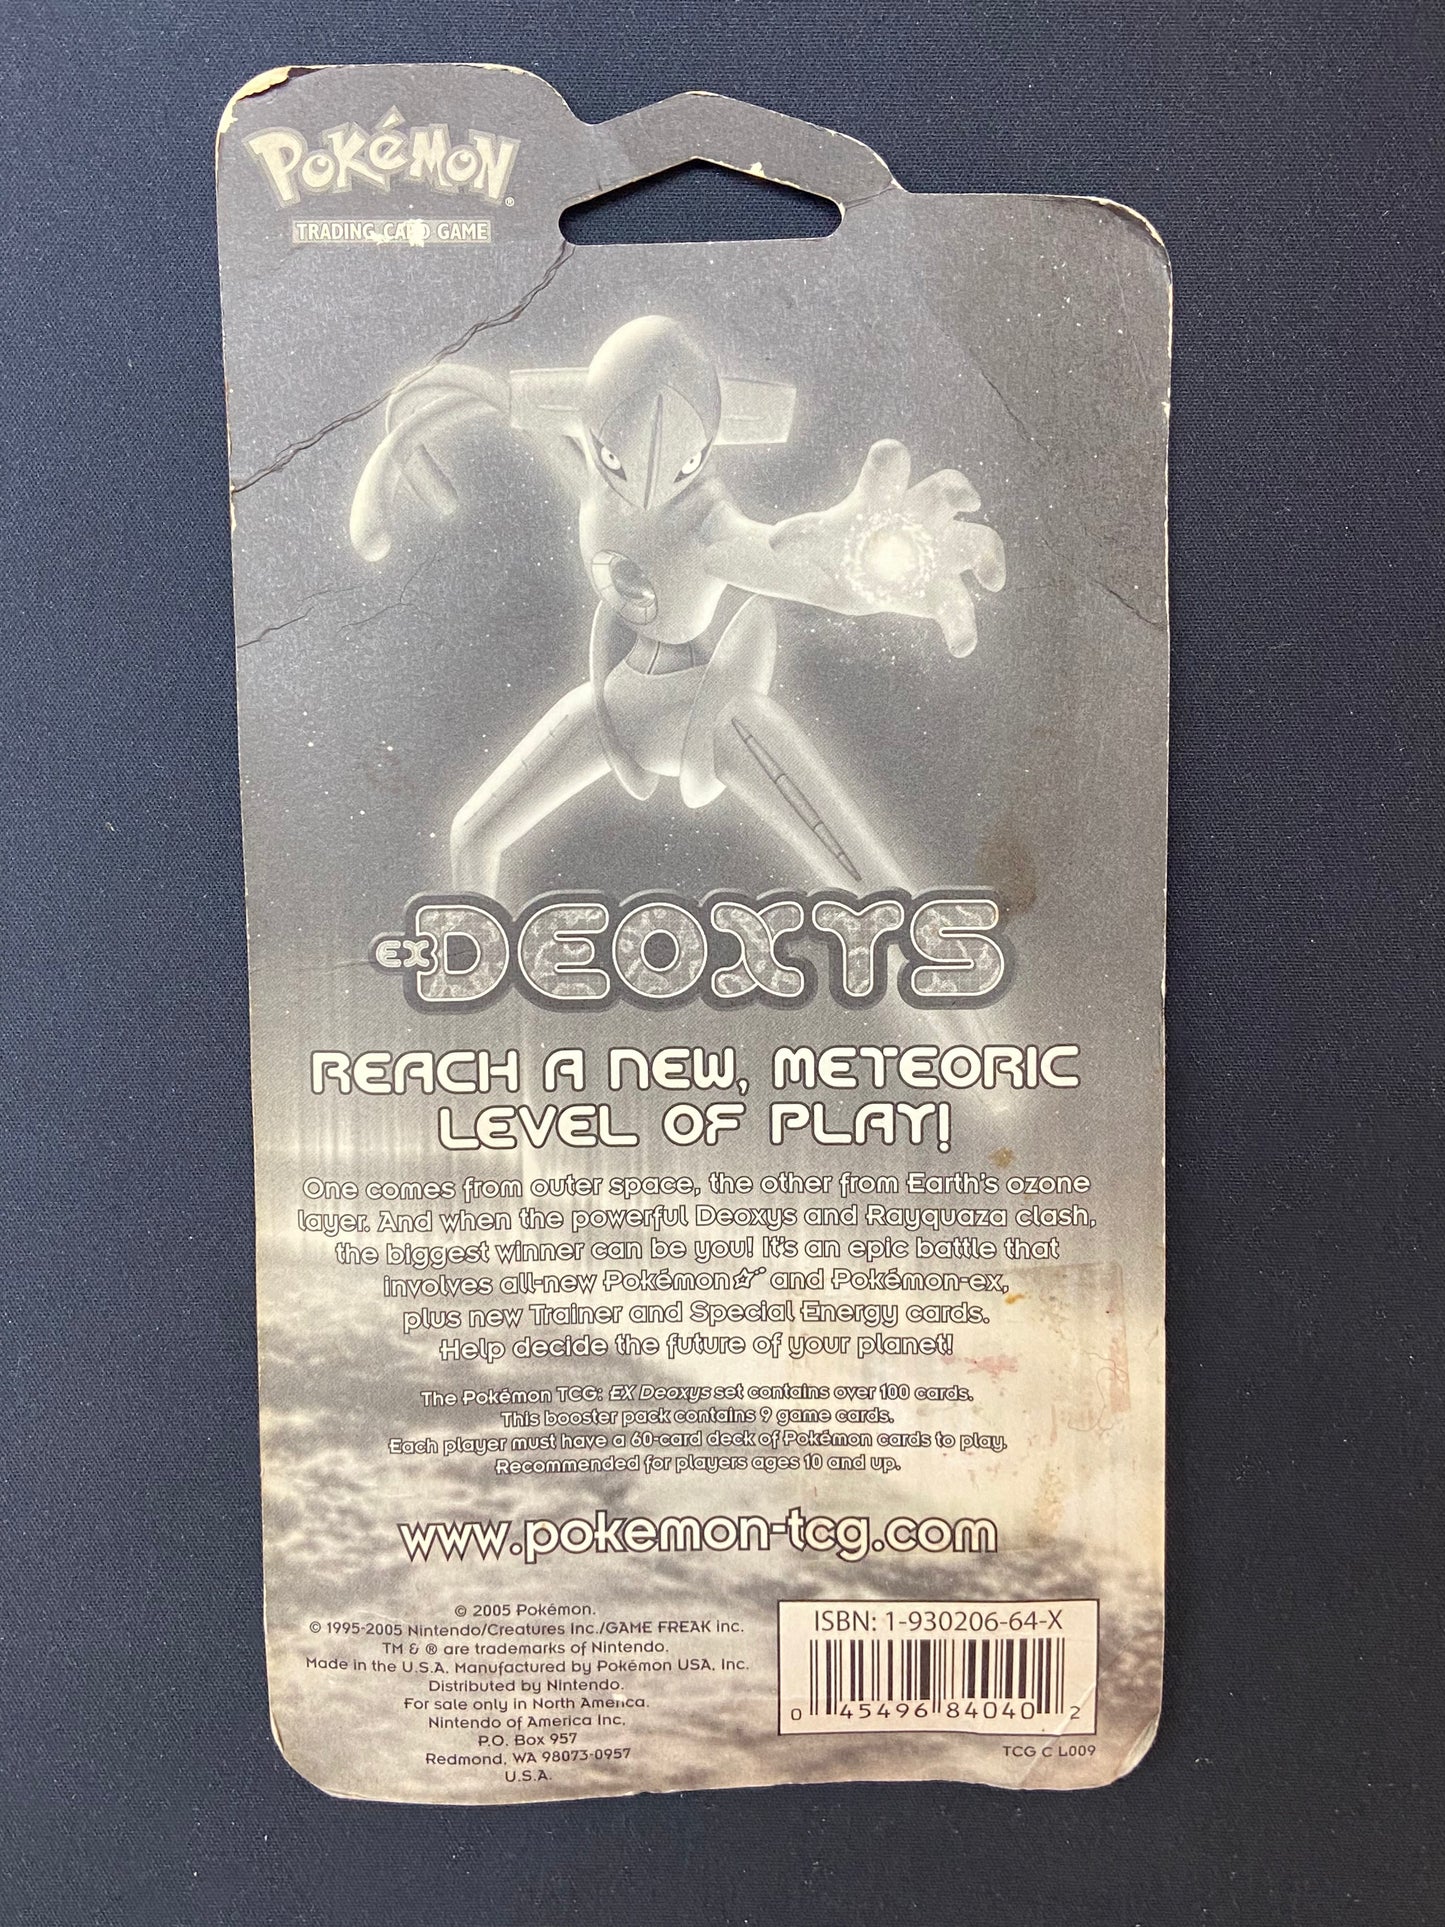 POKéMON®
TRADING CARD GAME
EX DEOXYS
REACH A NEW, METEORIC
LEVEL OF PLAY!
One comes from outer space, the other from Earth's ozone
layer. And when the powerful Deoxys and Rayquaza clash,
the biggest winner can be you! It's an epic battle that
involves all-new Pokémon☆ and Pokémon-ex,
plus new Trainer and Special Energy cards.
Help decide the future of your planet!
The Pokémon TCG: EX Deoxys set contains over 100 cards.
This booster pack contains 9 game cards.
Each player must have a 60-card deck of Pokémon cards to play.
Recommended for players ages 10 and up.
www.pokemon-tcg.com
© 2005 Pokémon.
© 1995-2005 Nintendo/Creatures Inc./GAME FREAK inc.
TM & ® are trademarks of Nintendo.
Made in the U.S.A. Manufactured by Pokémon USA, Inc.
Distributed by Nintendo.
For sale only in North America.
Nintendo of America Inc.
P.O. Box 957
Redmond, WA 98073-0957
U.S.A.
ISBN: 1-930206-64-X
0 45496 84040 2
TCG C L009